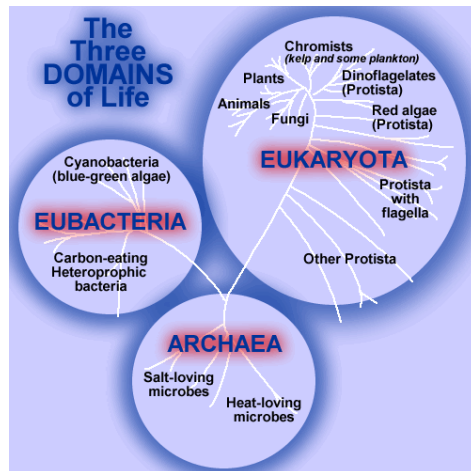 The
Three
DOMAINS
of Life
Chromists
(kelp and some plankton)
Plants
Dinoflagelates
(Protista)
Animals
Fungi
Red algae
(Protista)
EUKARYOTA
Protista
with
flagella
Other Protista
Cyanobacteria
(blue-green algae)
EUBACTERIA
Carbon-eating
Heteroprophic
bacteria
ARCHAEA
Salt-loving
microbes
Heat-loving
microbes